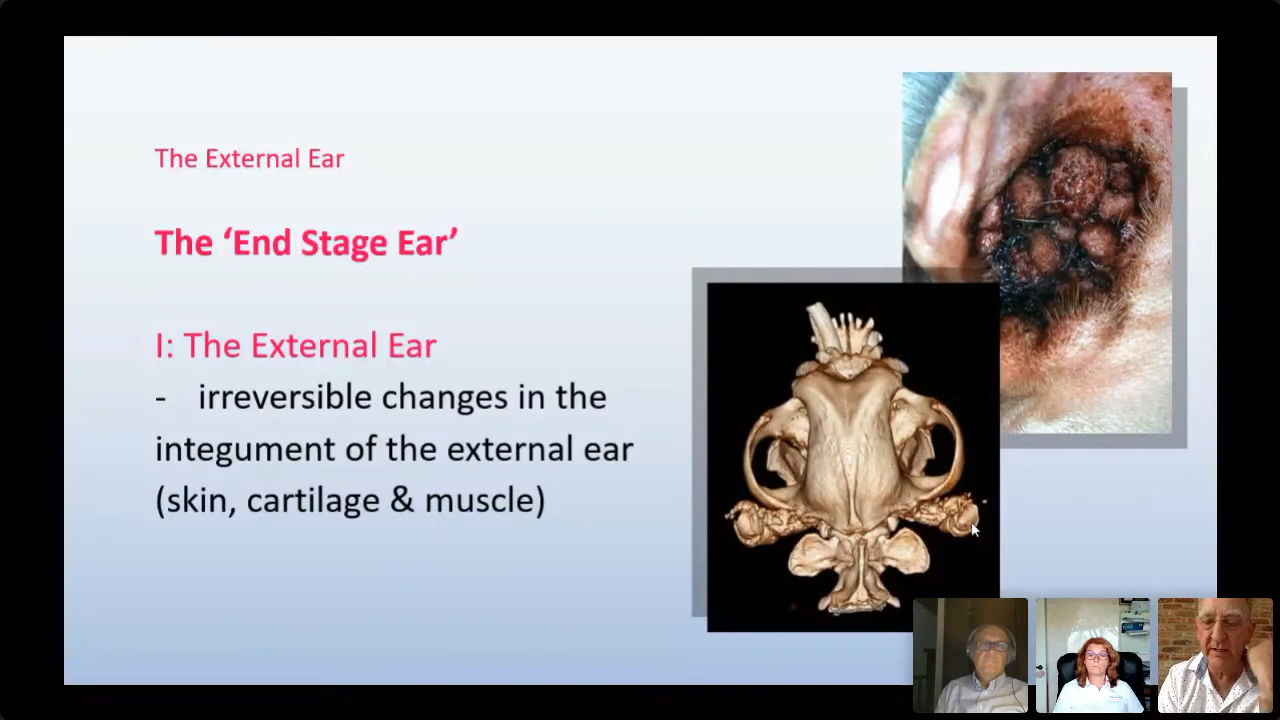 The External Ear
The ‘End Stage Ear’
I: The External Ear
- irreversible changes in the
integument of the external ear
(skin, cartilage & muscle)